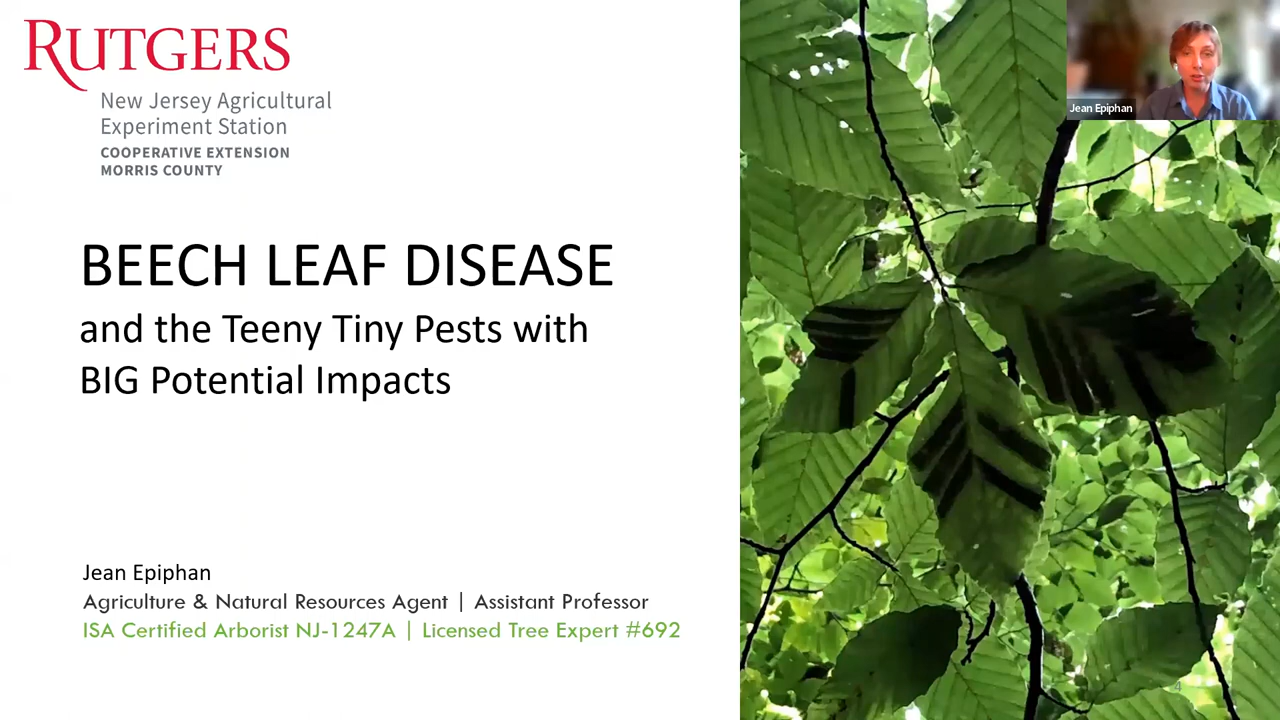 RUTGERS
New Jersey Agricultural
Experiment Station
COOPERATIVE EXTENSION
MORRIS COUNTY
Jean Epiphan
BEECH LEAF DISEASE
and the Teeny Tiny Pests with
BIG Potential Impacts
Jean Epiphan
Agriculture & Natural Resources Agent | Assistant Professor
ISA Certified Arborist NJ-1247A | Licensed Tree Expert #692
4